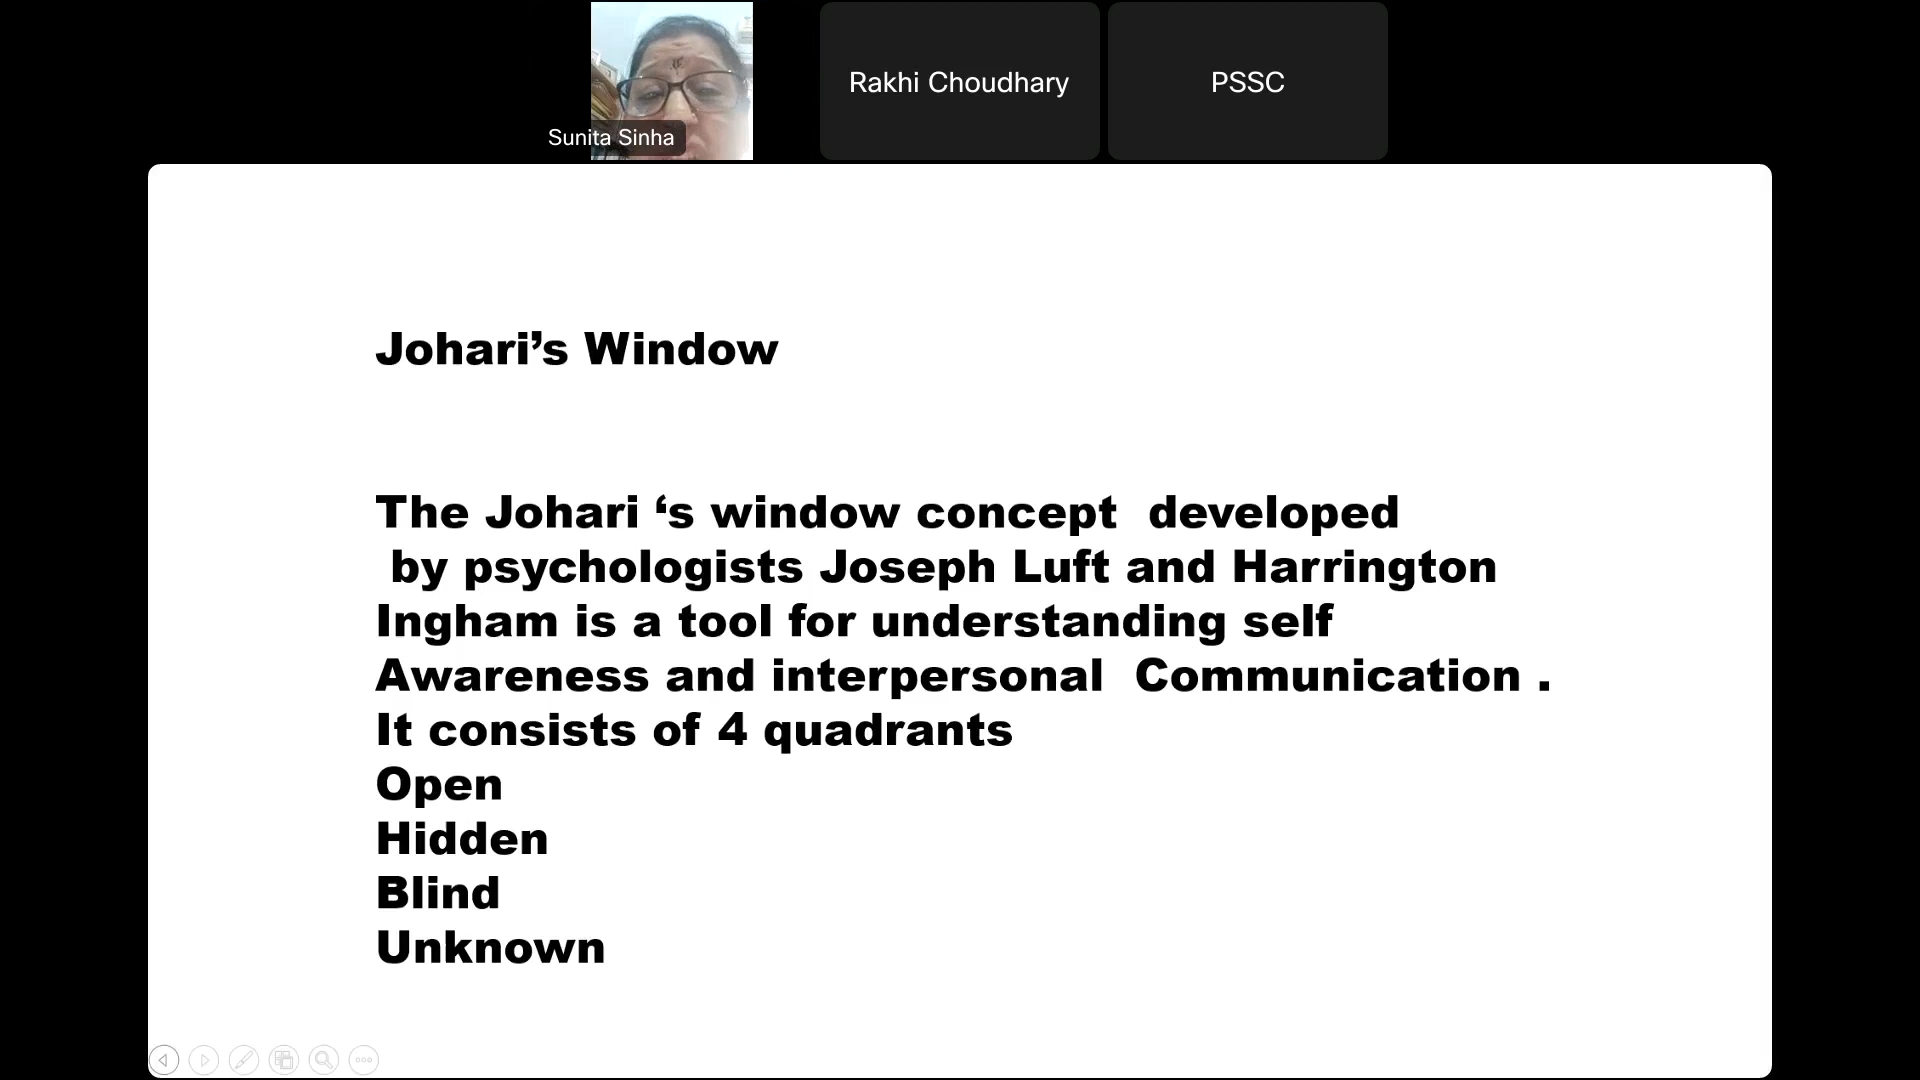 Sunita Sinha
Rakhi Choudhary
PSSC
Johari’s Window
The Johari ‘s window concept  developed
by psychologists Joseph Luft and Harrington
Ingham is a tool for understanding self
Awareness and interpersonal  Communication .
It consists of 4 quadrants
Open
Hidden
Blind
Unknown